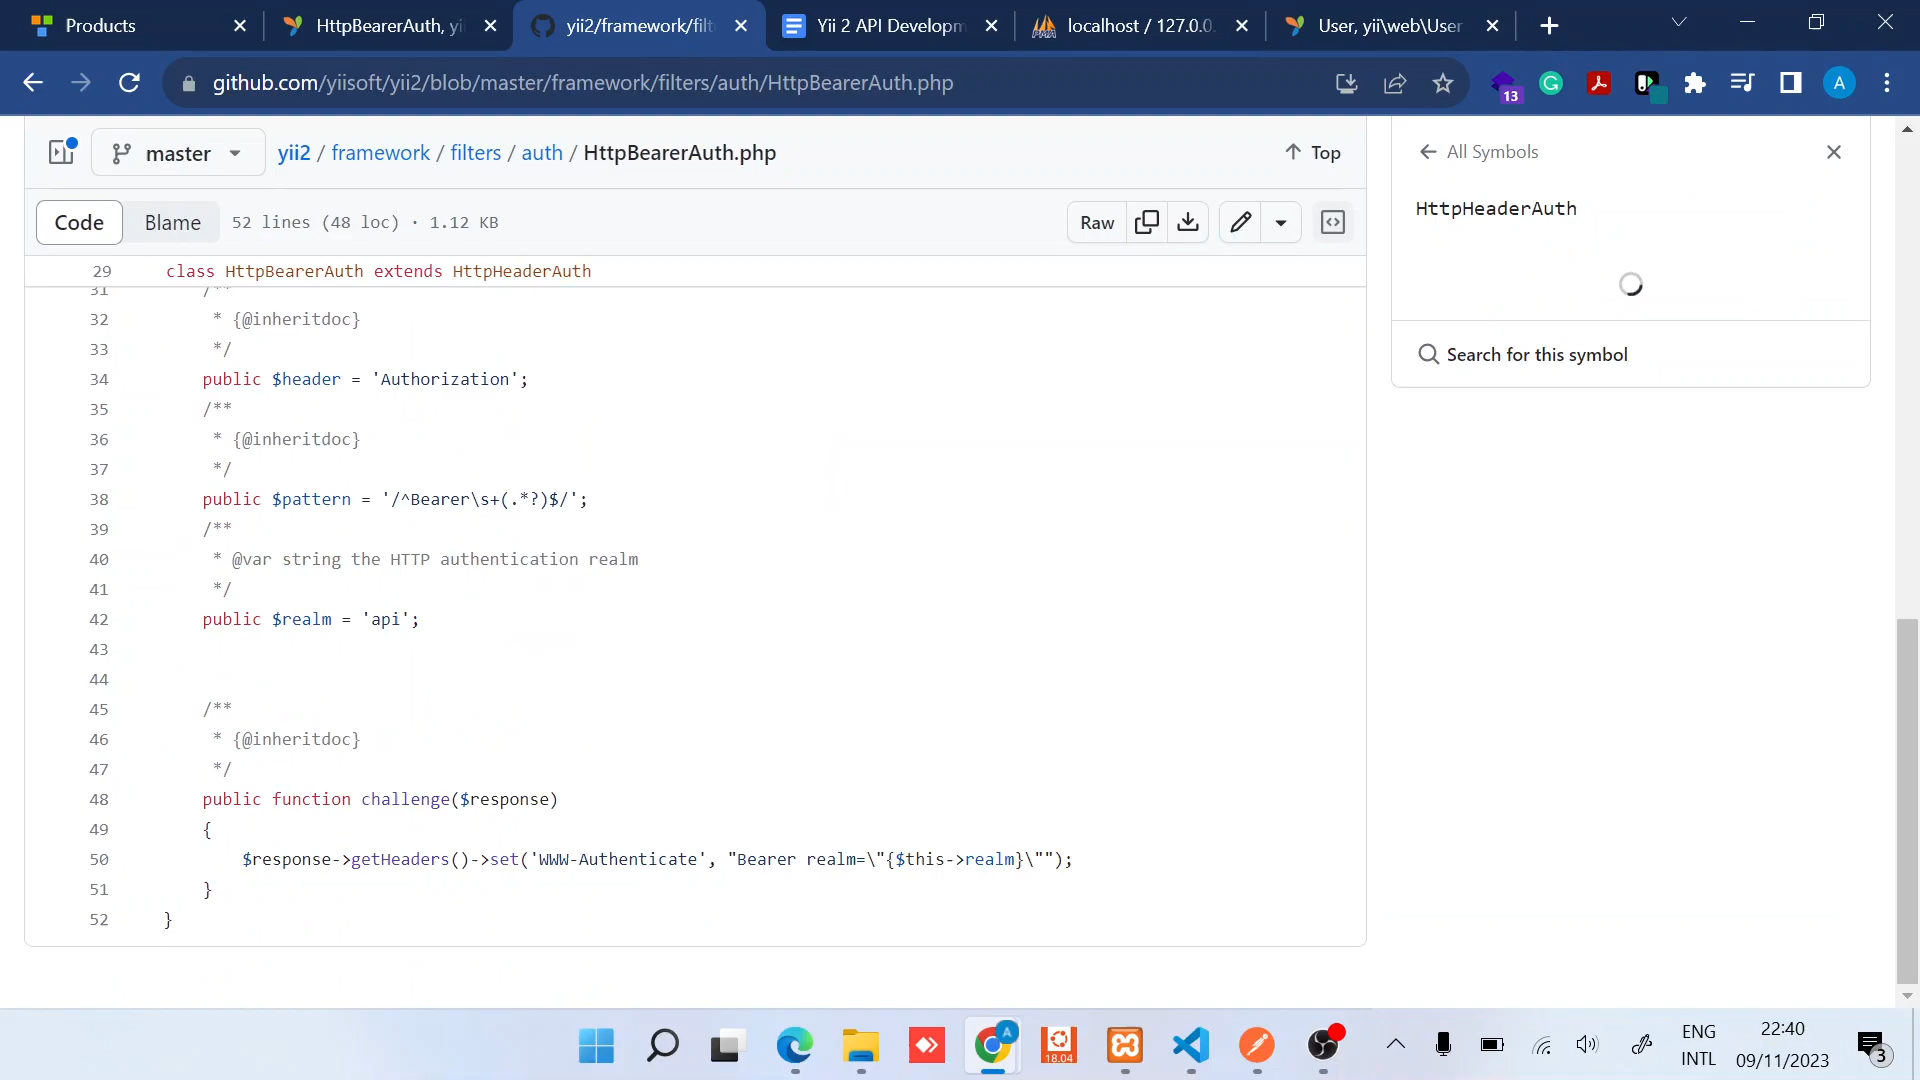 Products
HttpBearerAuth, yi
yii2/framework/filt
Yii 2 API Developm
localhost / 127.0.0.
User, yii\web\User
github.com/yiisoft/yii2/blob/master/framework/filters/auth/HttpBearerAuth.php
13
A
master
yii2 / framework / filters / auth / HttpBearerAuth.php
Top
All Symbols
HttpHeaderAuth
Search for this symbol
Code
Blame
52 lines (48 loc) · 1.12 KB
Raw
29 class HttpBearerAuth extends HttpHeaderAuth
31 /**
32 * {@inheritdoc}
33 */
34 public $header = 'Authorization';
35 /**
36 * {@inheritdoc}
37 */
38 public $pattern = '/^Bearer\s+(.*?)$/';
39 /**
40 * @var string the HTTP authentication realm
41 */
42 public $realm = 'api';
43
44
45 /**
46 * {@inheritdoc}
47 */
48 public function challenge($response)
49 {
50 $response->getHeaders()->set('WWW-Authenticate', "Bearer realm=\"{$this->realm}\"");
51 }
52 }
A
18.04
ENG
INTL
22:40
09/11/2023
3